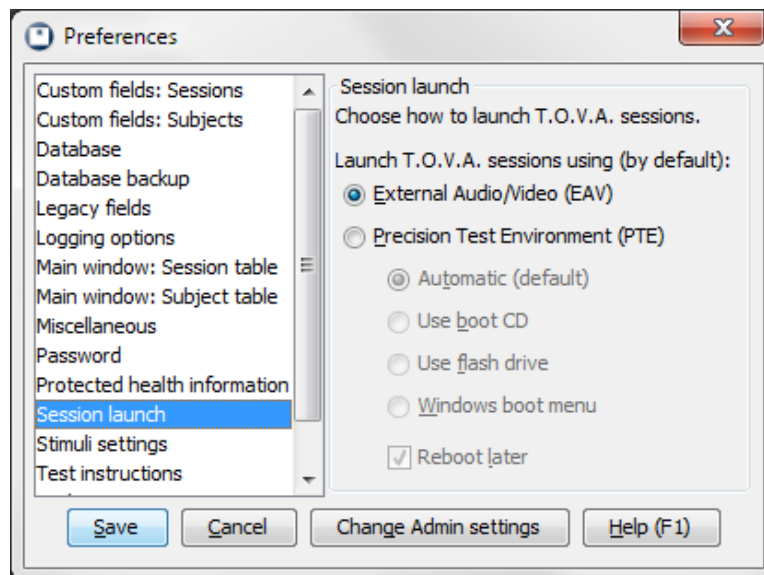 Preferences
Custom fields: Sessions
Custom fields: Subjects
Database
Database backup
Legacy fields
Logging options
Main window: Session table
Main window: Subject table
Miscellaneous
Password
Protected health information
Session launch
Stimuli settings
Test instructions
Session launch
Choose how to launch T.O.V.A. sessions.
Launch T.O.V.A. sessions using (by default):
External Audio/Video (EAV)
Precision Test Environment (PTE)
Automatic (default)
Use boot CD
Use flash drive
Windows boot menu
Reboot later
Save
Cancel
Change Admin settings
Help (F1)